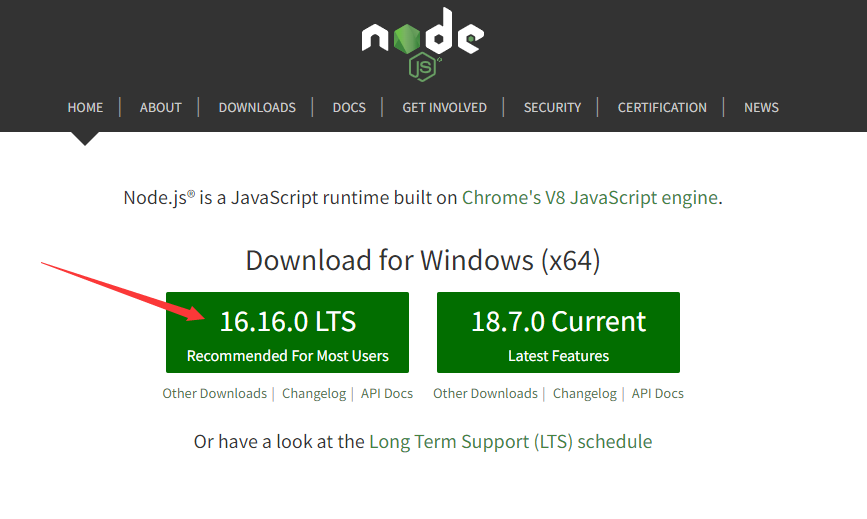 node
JS
HOME | ABOUT | DOWNLOADS | DOCS | GET INVOLVED | SECURITY | CERTIFICATION | NEWS
Node.js® is a JavaScript runtime built on Chrome's V8 JavaScript engine.
Download for Windows (x64)
16.16.0 LTS
Recommended For Most Users
18.7.0 Current
Latest Features
Other Downloads | Changelog | API Docs
Other Downloads | Changelog | API Docs
Or have a look at the Long Term Support (LTS) schedule